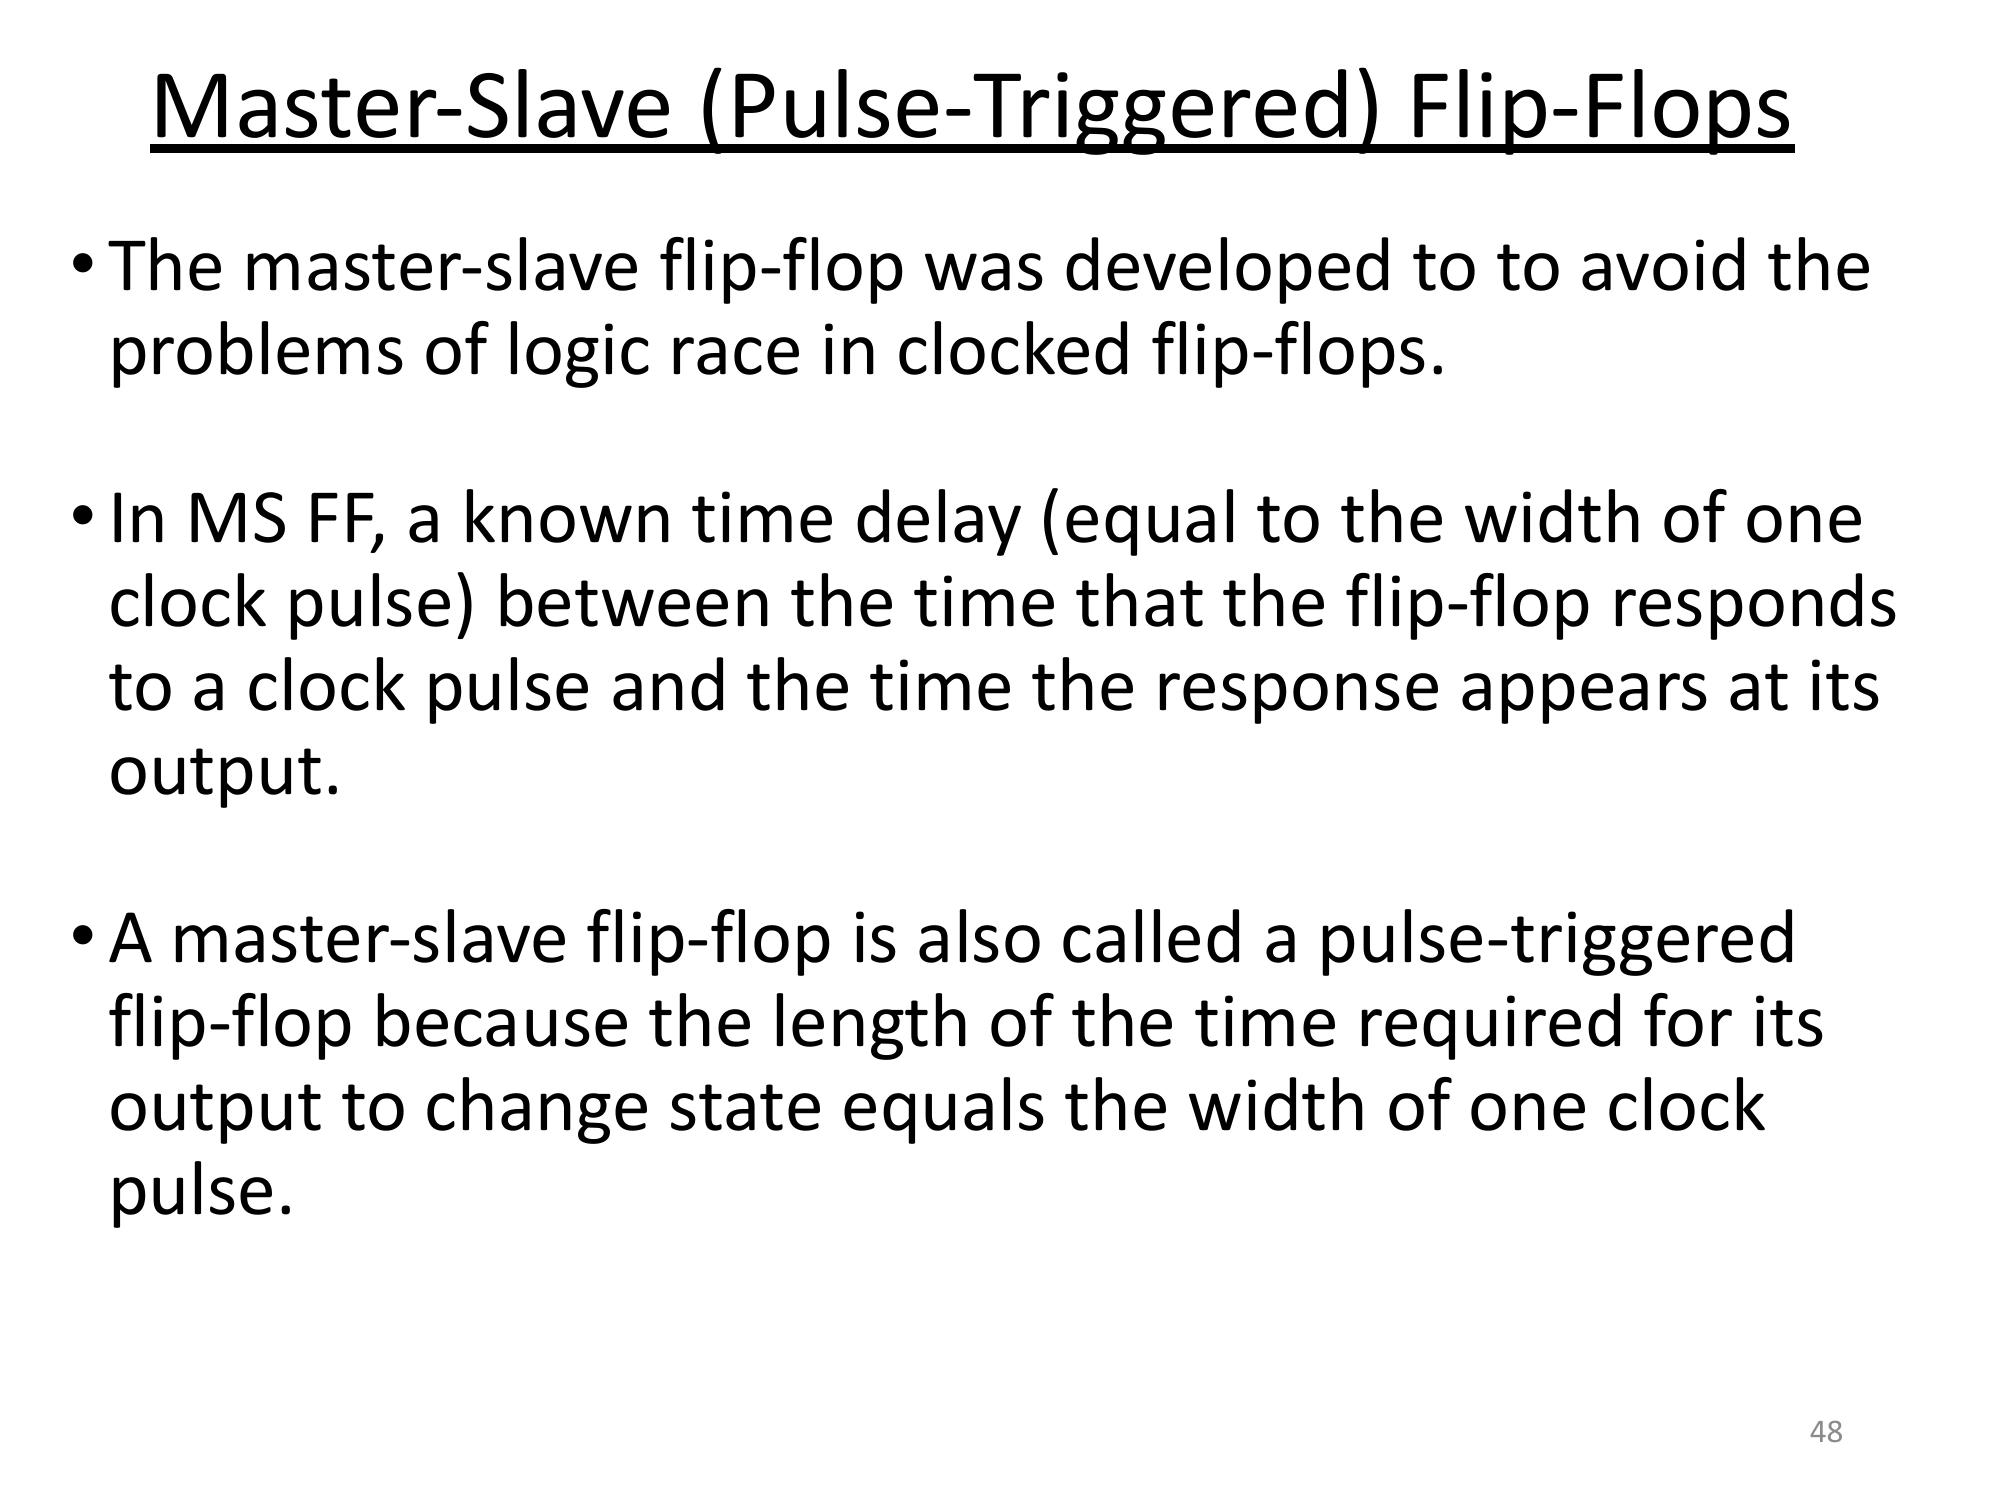 Master-Slave (Pulse-Triggered) Flip-Flops
• The master-slave flip-flop was developed to to avoid the
problems of logic race in clocked flip-flops.
• In MS FF, a known time delay (equal to the width of one
clock pulse) between the time that the flip-flop responds
to a clock pulse and the time the response appears at its
output.
• A master-slave flip-flop is also called a pulse-triggered
flip-flop because the length of the time required for its
output to change state equals the width of one clock
pulse.
48